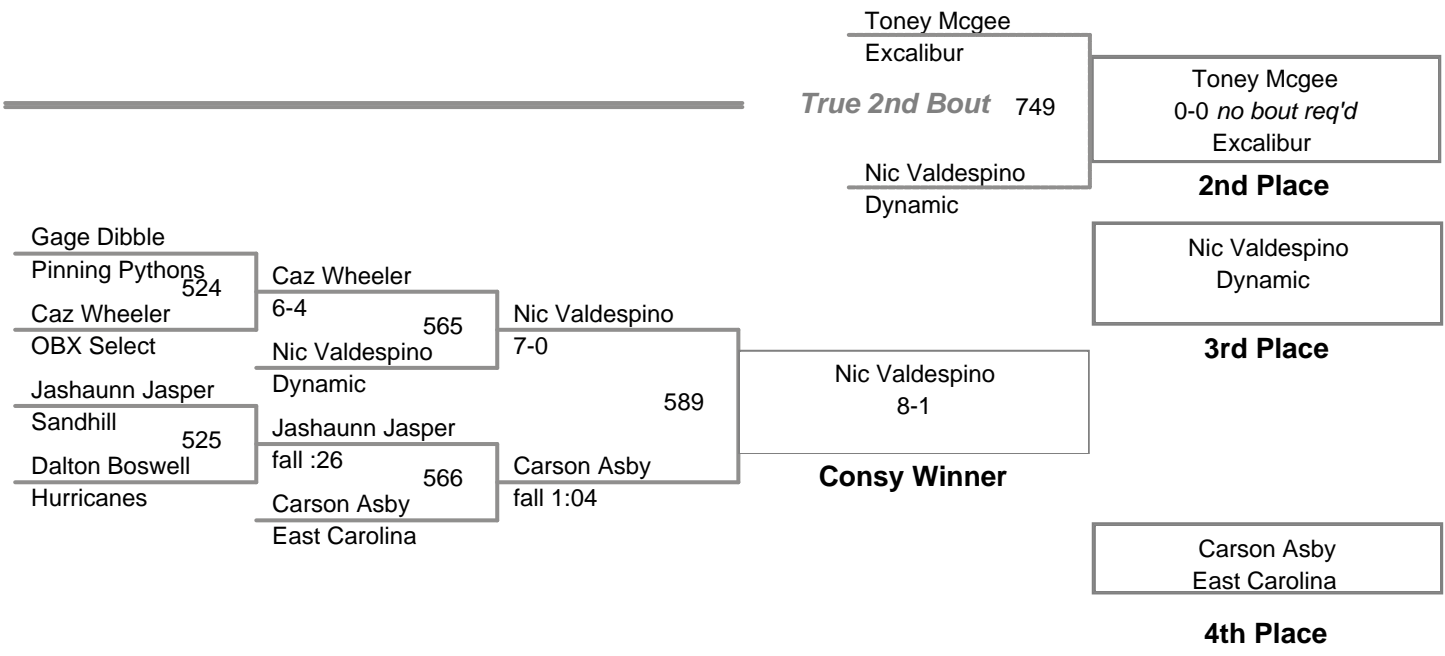 Toney Mcgee
Excalibur
True 2nd Bout 749
Nic Valdespino
Dynamic
Toney Mcgee
0-0 no bout req'd
Excalibur
2nd Place
Gage Dibble
Pinning Pythons
524
Caz Wheeler
OBX Select
Jashaunn Jasper
Sandhill
525
Dalton Boswell
Hurricanes
Caz Wheeler
6-4
565
Nic Valdespino
Dynamic
Jashaunn Jasper
fall :26
566
Carson Asby
East Carolina
Nic Valdespino
7-0
589
Carson Asby
fall 1:04
Nic Valdespino
8-1
Consy Winner
Nic Valdespino
Dynamic
3rd Place
Carson Asby
East Carolina
4th Place